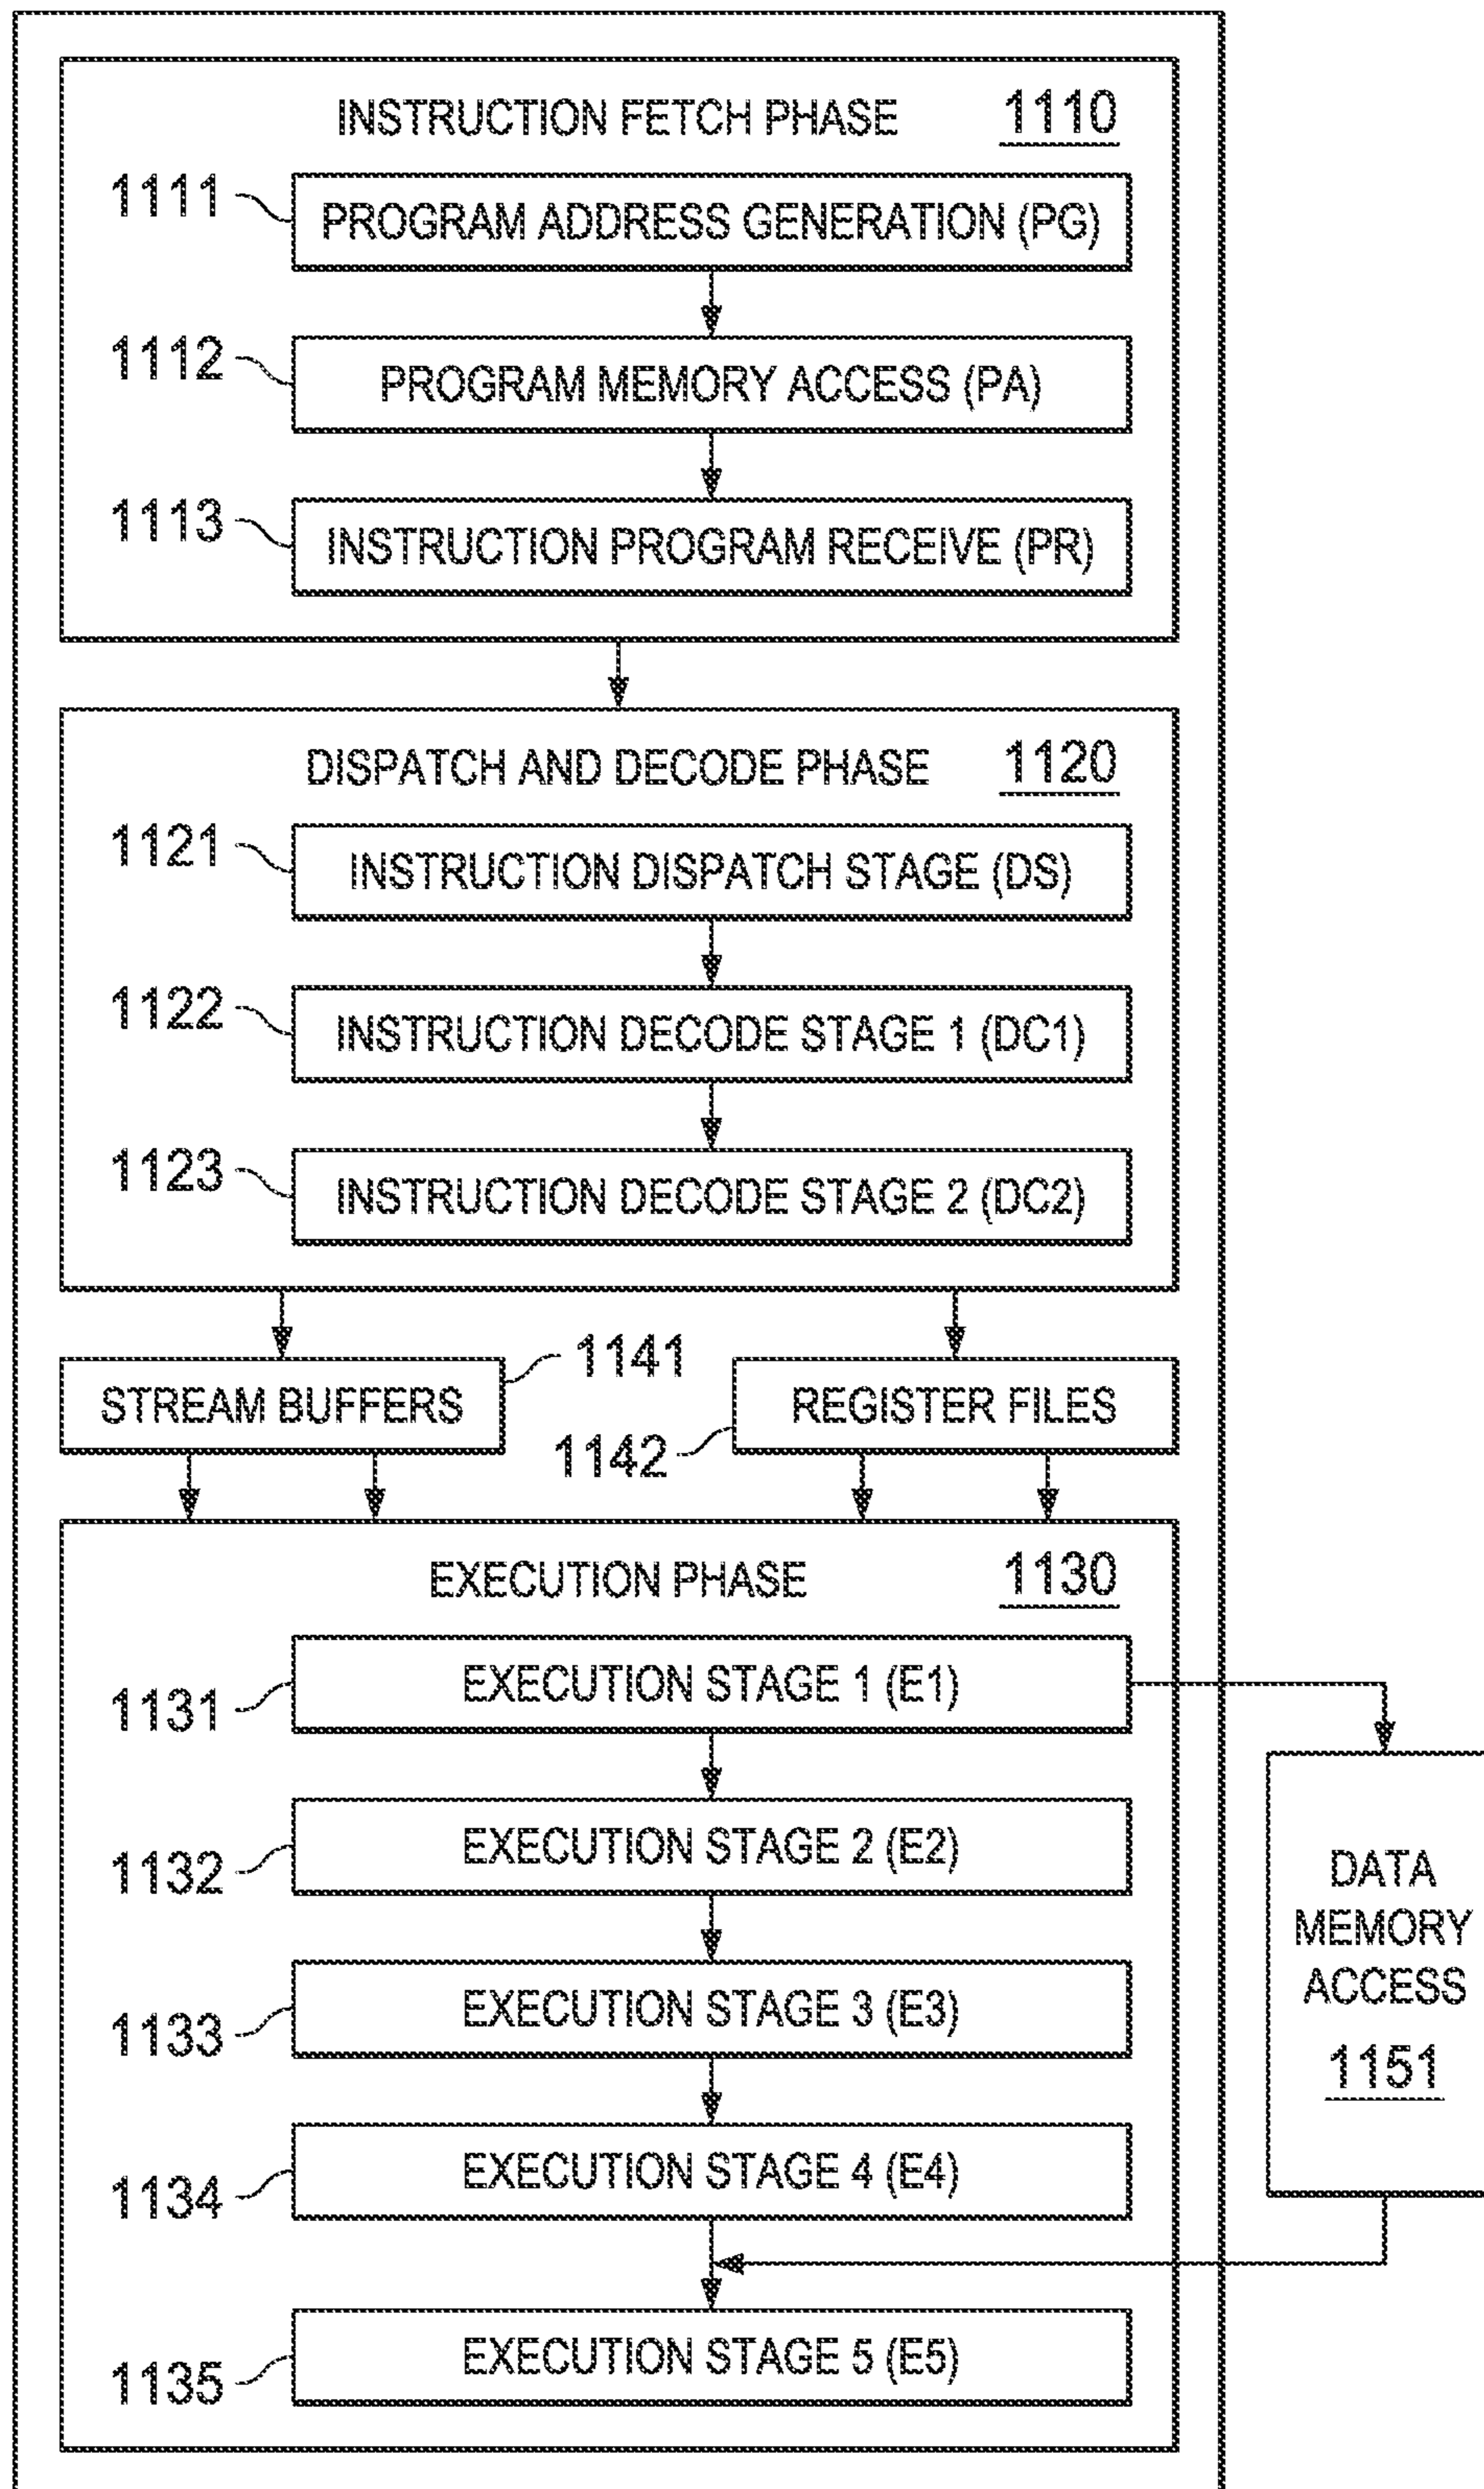 INSTRUCTION FETCH PHASE 1110
1111 PROGRAM ADDRESS GENERATION (PG)
1112 PROGRAM MEMORY ACCESS (PA)
1113 INSTRUCTION PROGRAM RECEIVE (PR)
DISPATCH AND DECODE PHASE 1120
1121 INSTRUCTION DISPATCH STAGE (DS)
1122 INSTRUCTION DECODE STAGE 1 (DC1)
1123 INSTRUCTION DECODE STAGE 2 (DC2)
STREAM BUFFERS 1141
1142 REGISTER FILES
EXECUTION PHASE 1130
1131 EXECUTION STAGE 1 (E1)
1132 EXECUTION STAGE 2 (E2)
1133 EXECUTION STAGE 3 (E3)
1134 EXECUTION STAGE 4 (E4)
1135 EXECUTION STAGE 5 (E5)
DATA
MEMORY
ACCESS
1151